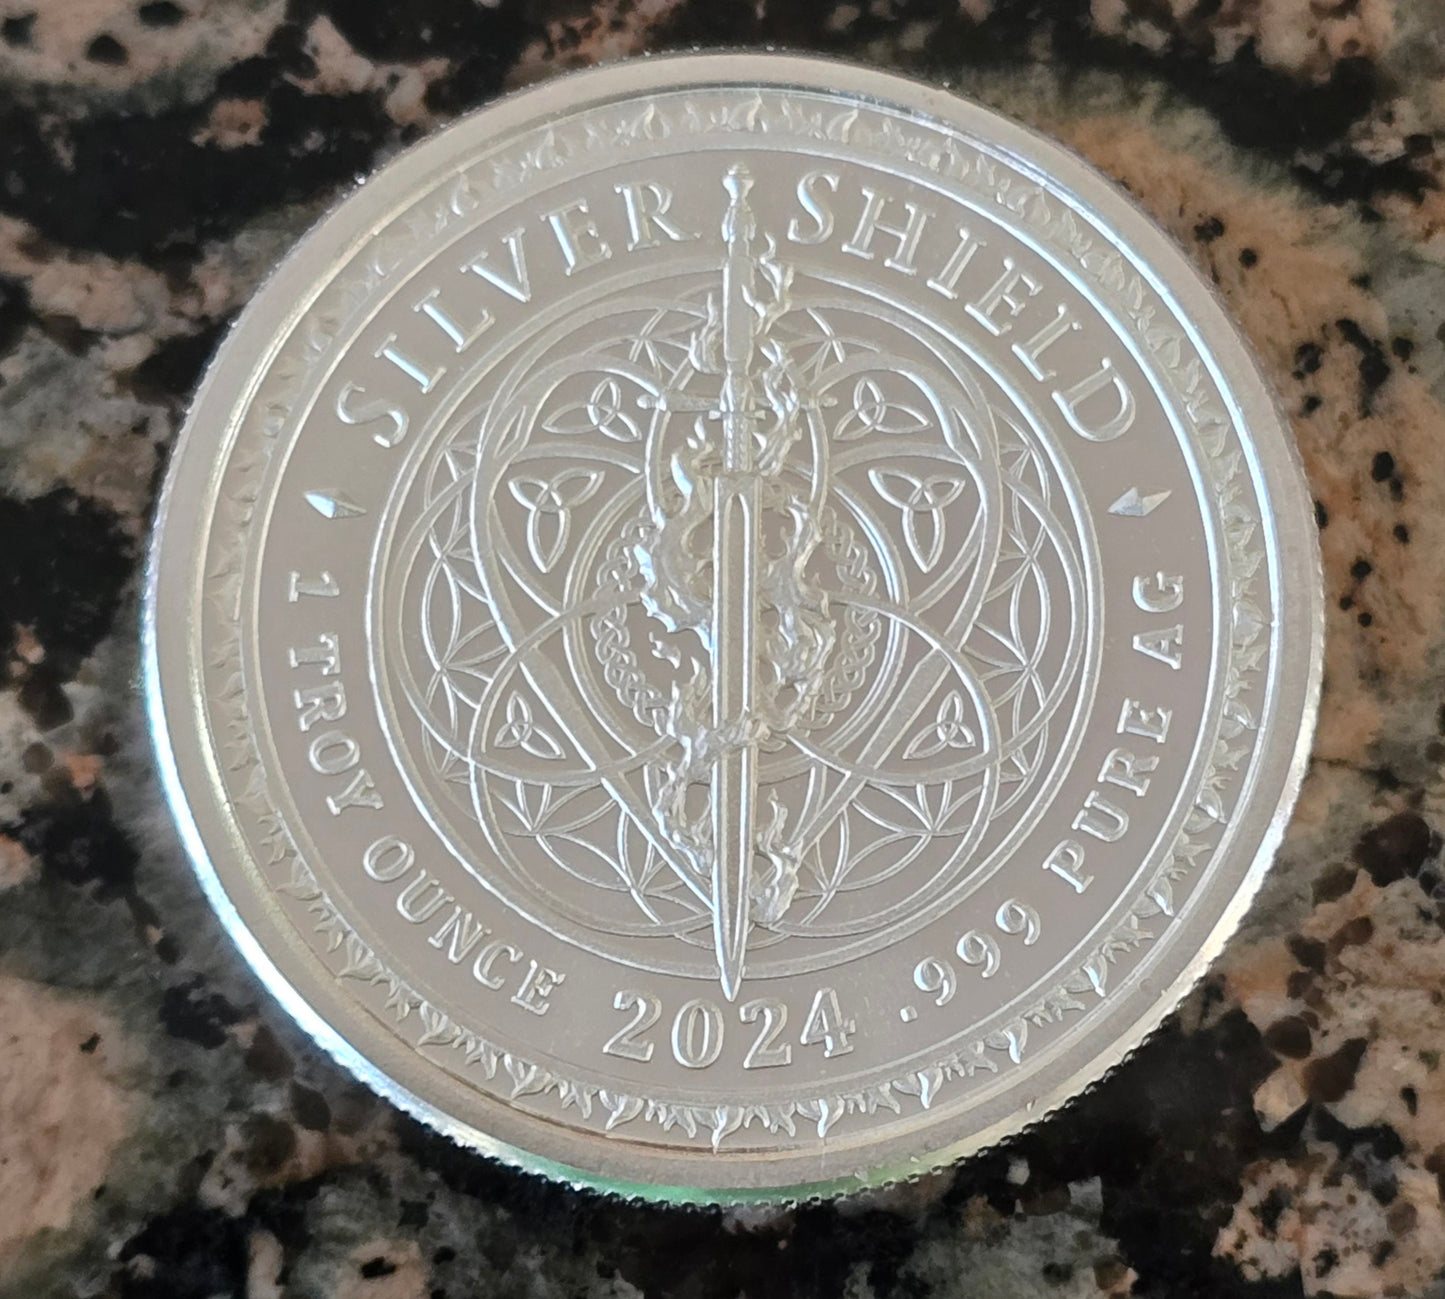 SILVER SHIELD
1 TROY OUNCE 2024 .999 PURE AG